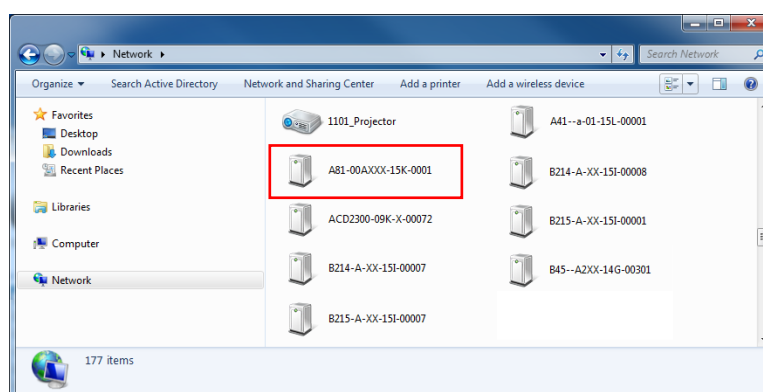 Network
Search Network
Organize
Search Active Directory
Network and Sharing Center
Add a printer
Add a wireless device
Favorites
Desktop
Downloads
Recent Places
Libraries
Computer
Network
1101_Projector
A81-00AXXX-15K-0001
ACD2300-09K-X-00072
B214-A-XX-15I-00007
B215-A-XX-15I-00007
A41--a-01-15L-00001
B214-A-XX-15I-00008
B215-A-XX-15I-00001
B45--A2XX-14G-00301
177 items